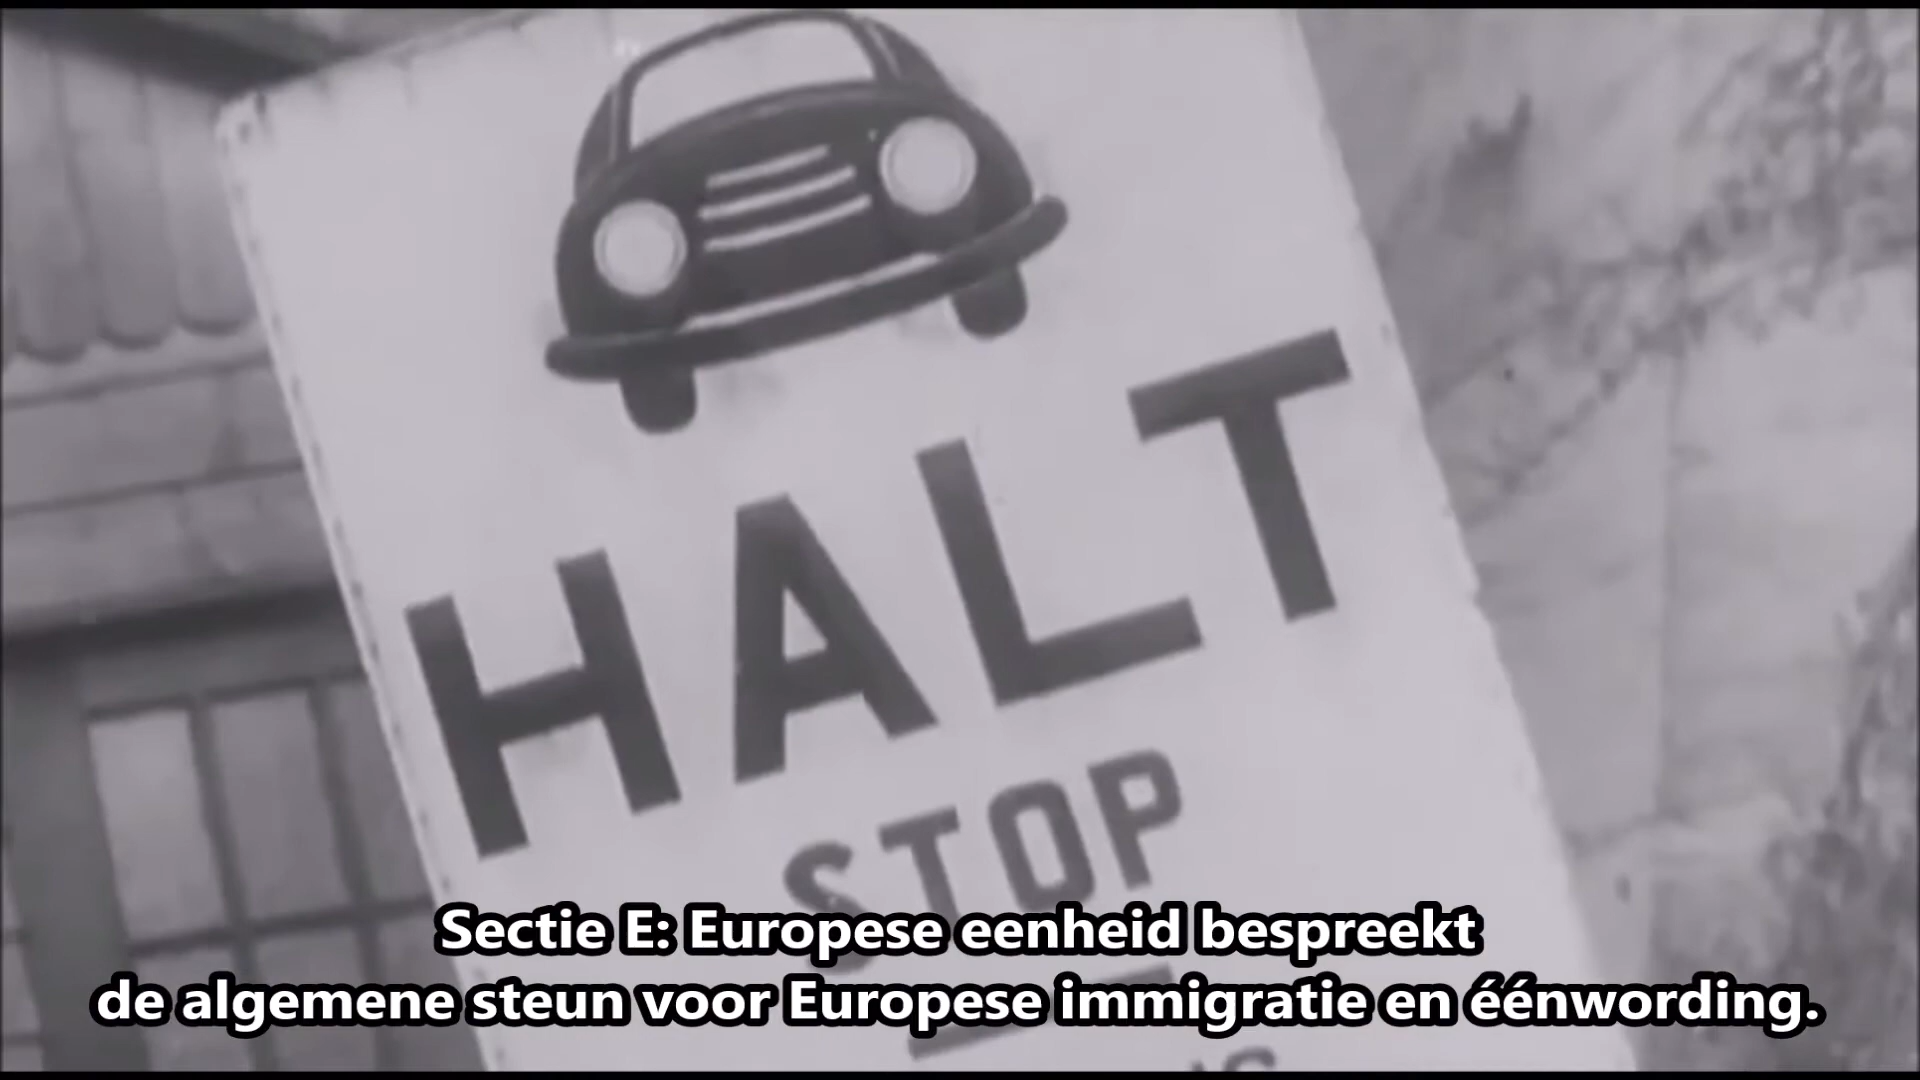 HALT
STOP
Sectie E: Europese eenheid bespreekt
de algemene steun voor Europese immigratie en éénwording.